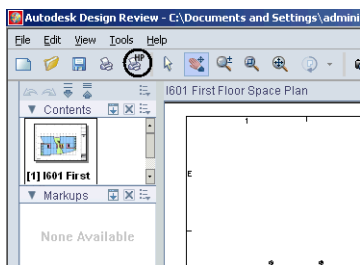 Autodesk Design Review - C:\Documents and Settings\admini
File Edit View Tools Help
HP
I601 First Floor Space Plan
Contents
1
[1] I601 First
E
Markups
None Available